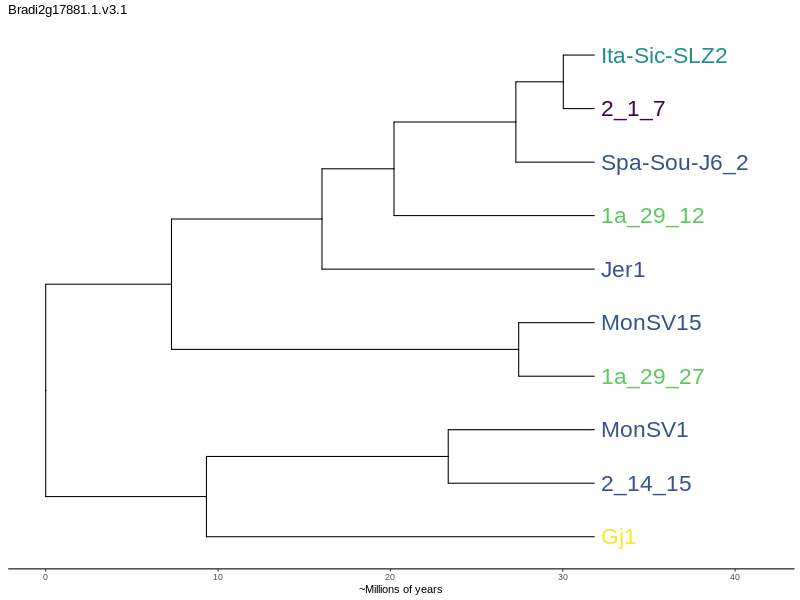 Bradi2g17881.1.v3.1
Ita-Sic-SLZ2
2_1_7
Spa-Sou-J6_2
1a_29_12
Jer1
MonSV15
1a_29_27
MonSV1
2_14_15
Gj1
0 10 20 30 40
~Millions of years